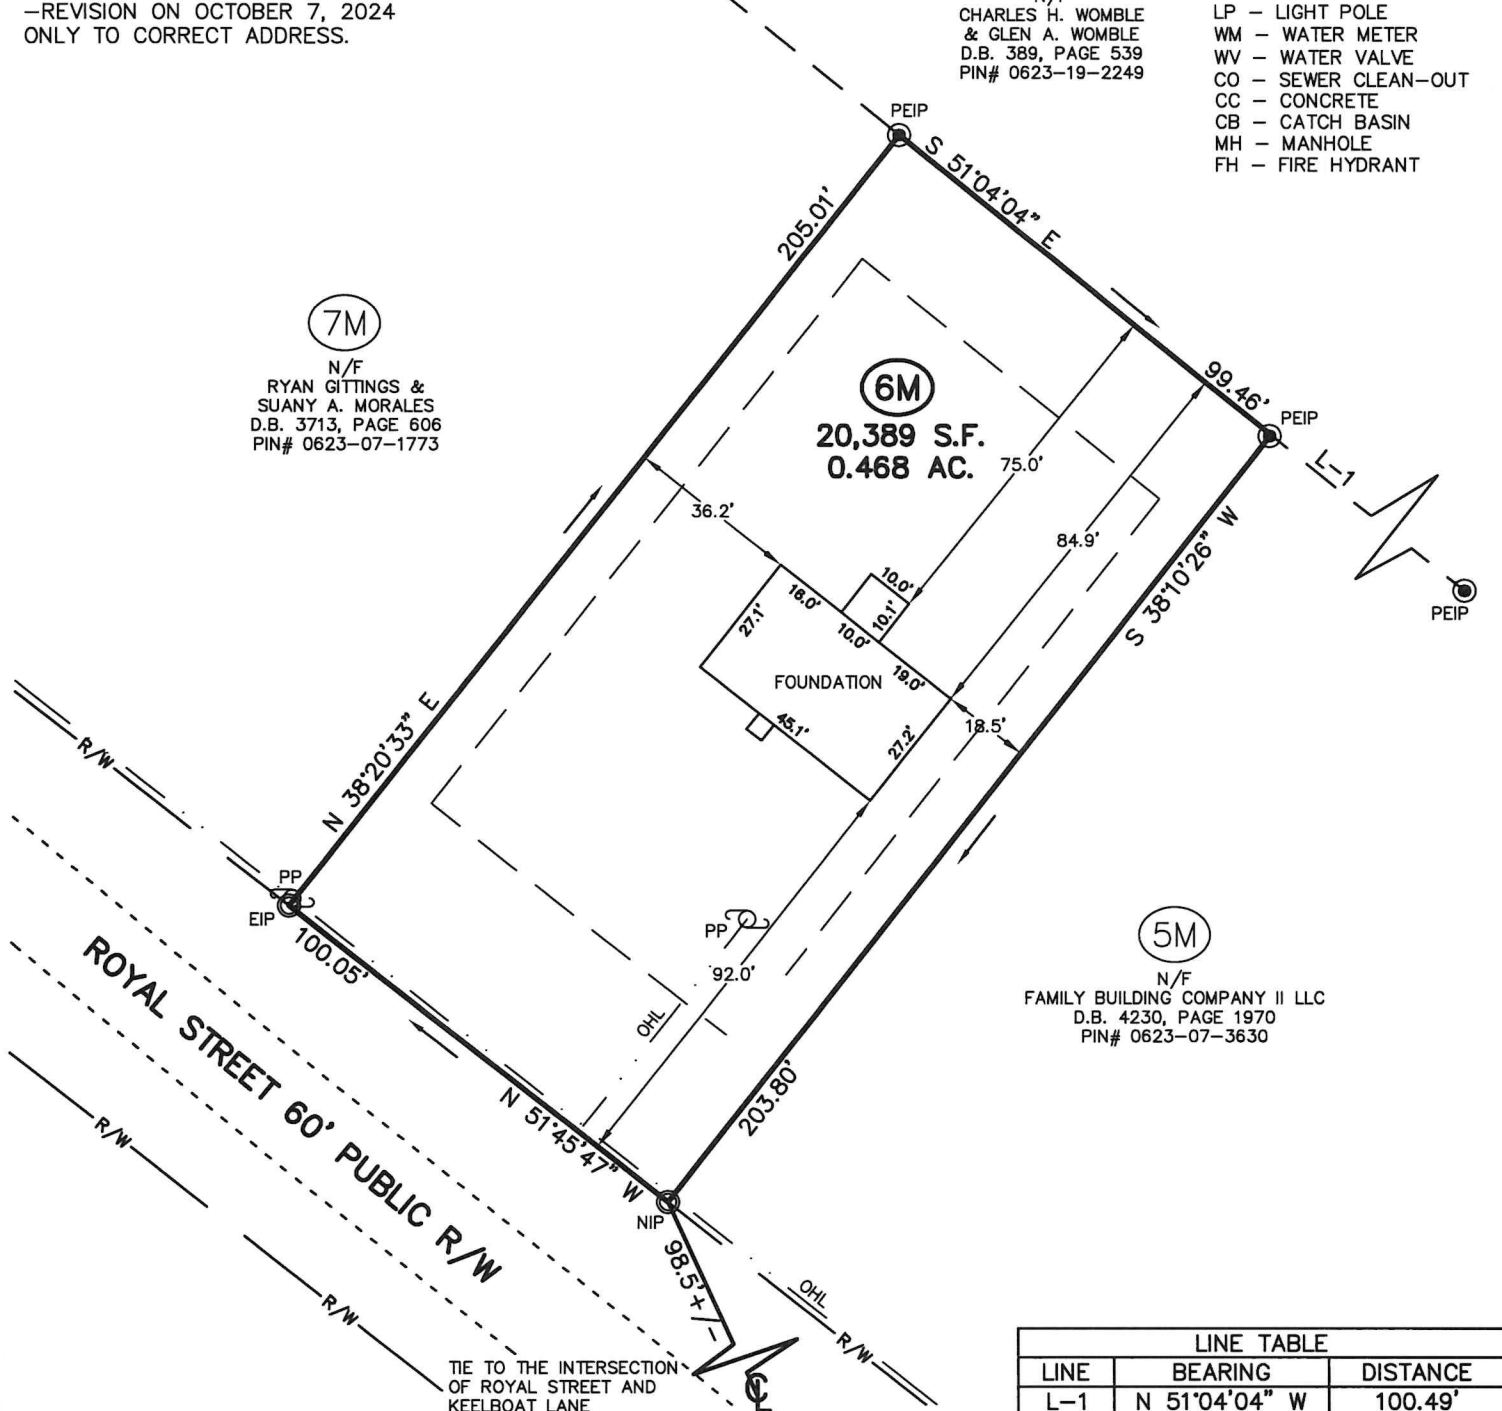 —REVISION ON OCTOBER 7, 2024
ONLY TO CORRECT ADDRESS.
CHARLES H. WOMBLE
& GLEN A. WOMBLE
D.B. 389, PAGE 539
PIN# 0623-19-2249
LP - LIGHT POLE
WM - WATER METER
WV - WATER VALVE
CO - SEWER CLEAN-OUT
CC - CONCRETE
CB - CATCH BASIN
MH - MANHOLE
FH - FIRE HYDRANT
PEIP
S 51°04'04" E
99.46'
PEIP
L-1
PEIP
205.01'
N 38°20'33" E
7M
N/F
RYAN GITTINGS &
SUANY A. MORALES
D.B. 3713, PAGE 606
PIN# 0623-07-1773
6M
20,389 S.F.
0.468 AC.
75.0'
36.2'
84.9'
S 38°10'26" W
10.0'
16.0'
10.1'
27.1'
10.0'
19.0'
FOUNDATION
45.1'
27.2'
18.5'
R/W
PP
EIP
100.05'
PP
92.0'
OHL
5M
N/F
FAMILY BUILDING COMPANY II LLC
D.B. 4230, PAGE 1970
PIN# 0623-07-3630
203.80'
N 51°45'47" W
NIP
ROYAL STREET 60' PUBLIC R/W
R/W
R/W
98.5'+/-
OHL
R/W
TIE TO THE INTERSECTION
OF ROYAL STREET AND
KEELBOAT LANE
LINE TABLE
LINE BEARING DISTANCE
L-1 N 51°04'04" W 100.49'